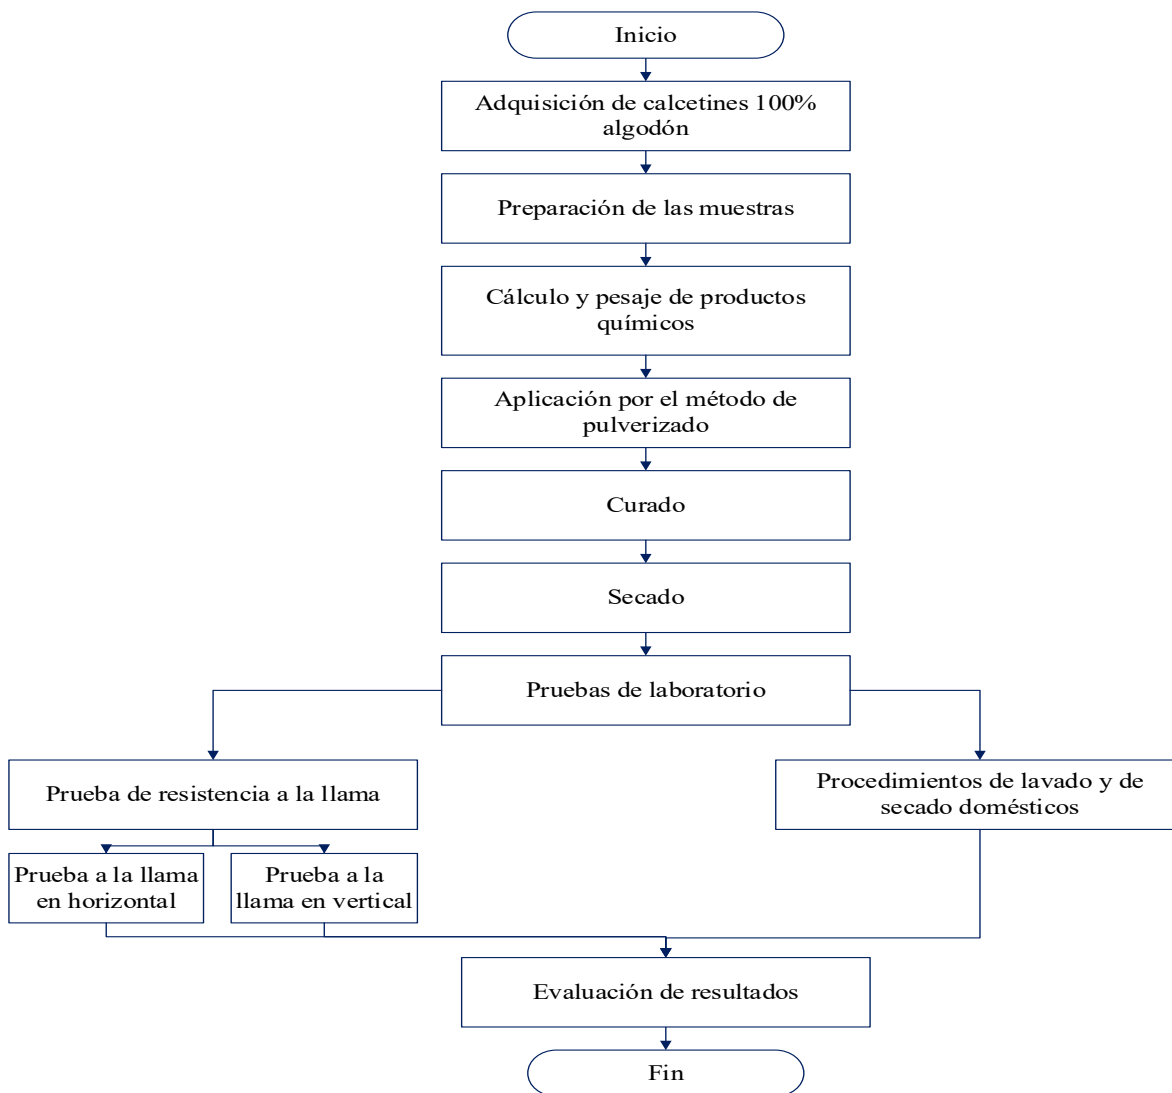 Inicio
Adquisición de calcetines 100%
algodón
Preparación de las muestras
Cálculo y pesaje de productos
químicos
Aplicación por el método de
pulverizado
Curado
Secado
Pruebas de laboratorio
Prueba de resistencia a la llama
Procedimientos de lavado y de
secado domésticos
Prueba a la llama
en horizontal
Prueba a la
llama en vertical
Evaluación de resultados
Fin